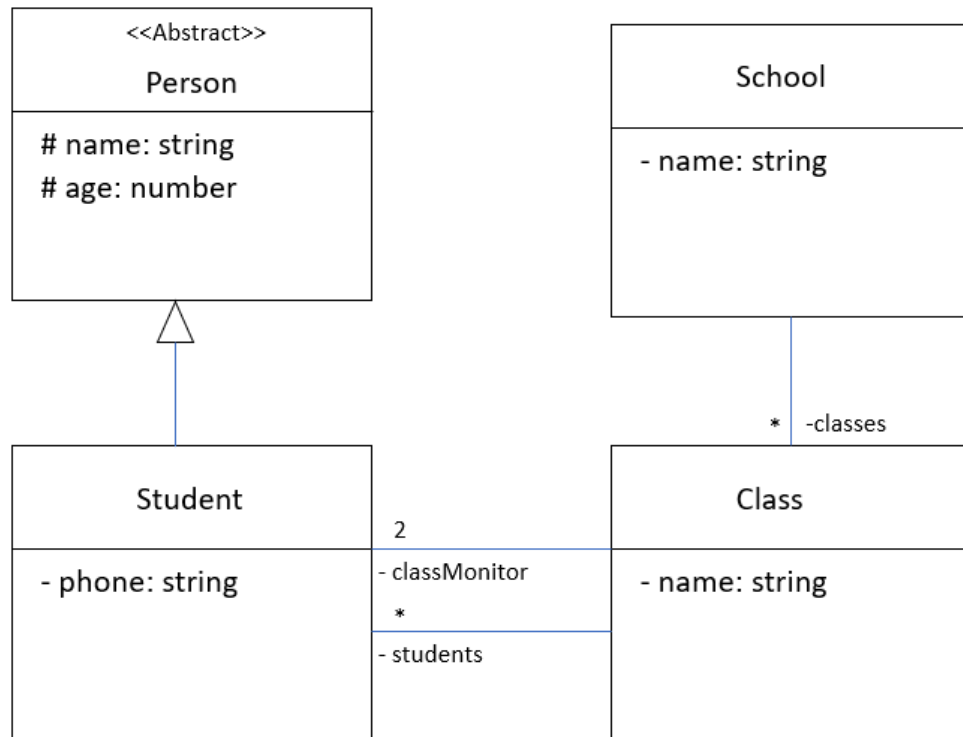 <<Abstract>>
Person
# name: string
# age: number
School
- name: string
* -classes
Student
- phone: string
2
- classMonitor
*
- students
Class
- name: string